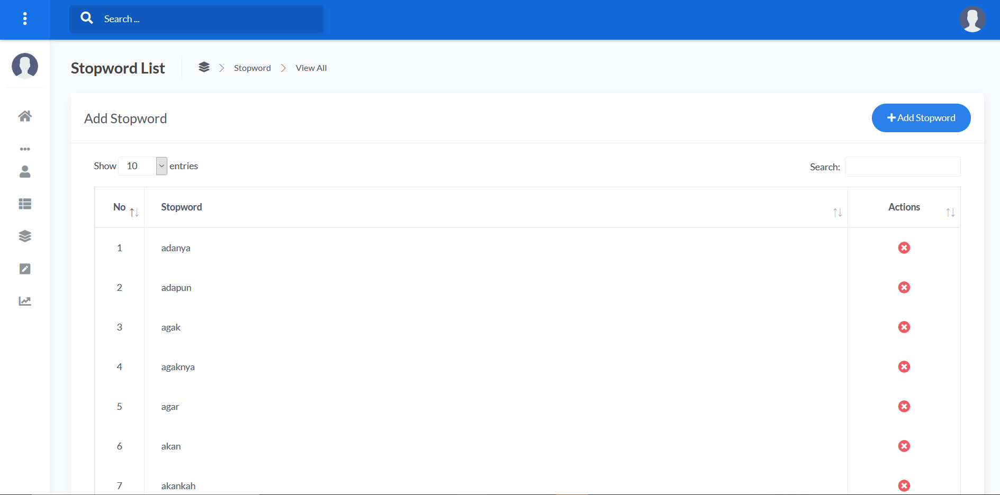 Search ...
Stopword List
Stopword
View All
Add Stopword
Add Stopword
Show 10 entries
Search:
No
Stopword
Actions
1 adanya
2 adapun
3 agak
4 agaknya
5 agar
6 akan
7 akankah